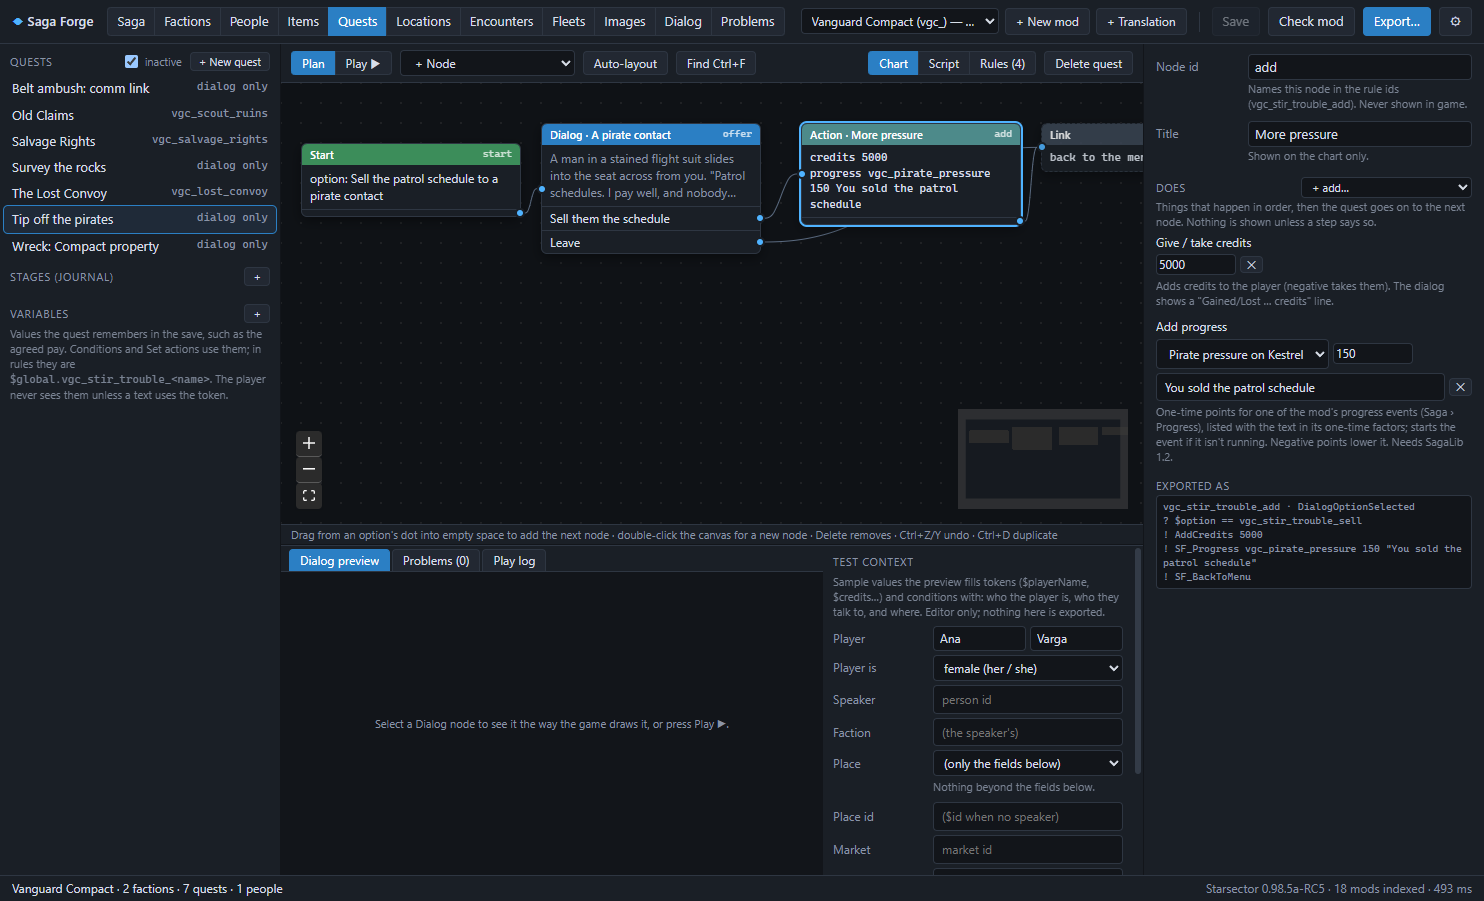 Saga Forge
Saga
Factions
People
Items
Quests
Locations
Encounters
Fleets
Images
Dialog
Problems
Vanguard Compact (vgc_) — ...
+ New mod
+ Translation
Save
Check mod
Export...
QUESTS
inactive
+ New quest
Belt ambush: comm link
dialog only
Old Claims
vgc_scout_ruins
Salvage Rights
vgc_salvage_rights
Survey the rocks
dialog only
The Lost Convoy
vgc_lost_convoy
Tip off the pirates
dialog only
Wreck: Compact property
dialog only
STAGES (JOURNAL)
+
VARIABLES
+
Values the quest remembers in the save, such as the
agreed pay. Conditions and Set actions use them; in
rules they are
$global.vgc_stir_trouble_<name>. The player
never sees them unless a text uses the token.
Plan
Play ▶
+ Node
Auto-layout
Find Ctrl+F
Chart
Script
Rules (4)
Delete quest
Start
start
option: Sell the patrol schedule to a
pirate contact
Dialog · A pirate contact
offer
A man in a stained flight suit slides
into the seat across from you. "Patrol
schedules. I pay well, and nobody...
Sell them the schedule
Leave
Action · More pressure
add
credits 5000
progress vgc_pirate_pressure
150 You sold the patrol
schedule
Link
back to the mer
+
−
Drag from an option's dot into empty space to add the next node · double-click the canvas for a new node · Delete removes · Ctrl+Z/Y undo · Ctrl+D duplicate
Dialog preview
Problems (0)
Play log
Select a Dialog node to see it the way the game draws it, or press Play ▶.
TEST CONTEXT
Sample values the preview fills tokens ($playerName,
$credits...) and conditions with: who the player is, who they
talk to, and where. Editor only; nothing here is exported.
Player
Ana
Varga
Player is
female (her / she)
Speaker
person id
Faction
(the speaker's)
Place
(only the fields below)
Nothing beyond the fields below.
Place id
($id when no speaker)
Market
market id
Node id
add
Names this node in the rule ids
(vgc_stir_trouble_add). Never shown in game.
Title
More pressure
Shown on the chart only.
DOES
+ add...
Things that happen in order, then the quest goes on to the next
node. Nothing is shown unless a step says so.
Give / take credits
5000
✕
Adds credits to the player (negative takes them). The dialog
shows a "Gained/Lost ... credits" line.
Add progress
Pirate pressure on Kestrel
150
You sold the patrol schedule
✕
One-time points for one of the mod's progress events (Saga ›
Progress), listed with the text in its one-time factors; starts the
event if it isn't running. Negative points lower it. Needs SagaLib
1.2.
EXPORTED AS
vgc_stir_trouble_add · DialogOptionSelected
? $option == vgc_stir_trouble_sell
! AddCredits 5000
! SF_Progress vgc_pirate_pressure 150 "You sold the
patrol schedule"
! SF_BackToMenu
Vanguard Compact · 2 factions · 7 quests · 1 people
Starsector 0.98.5a-RC5 · 18 mods indexed · 493 ms